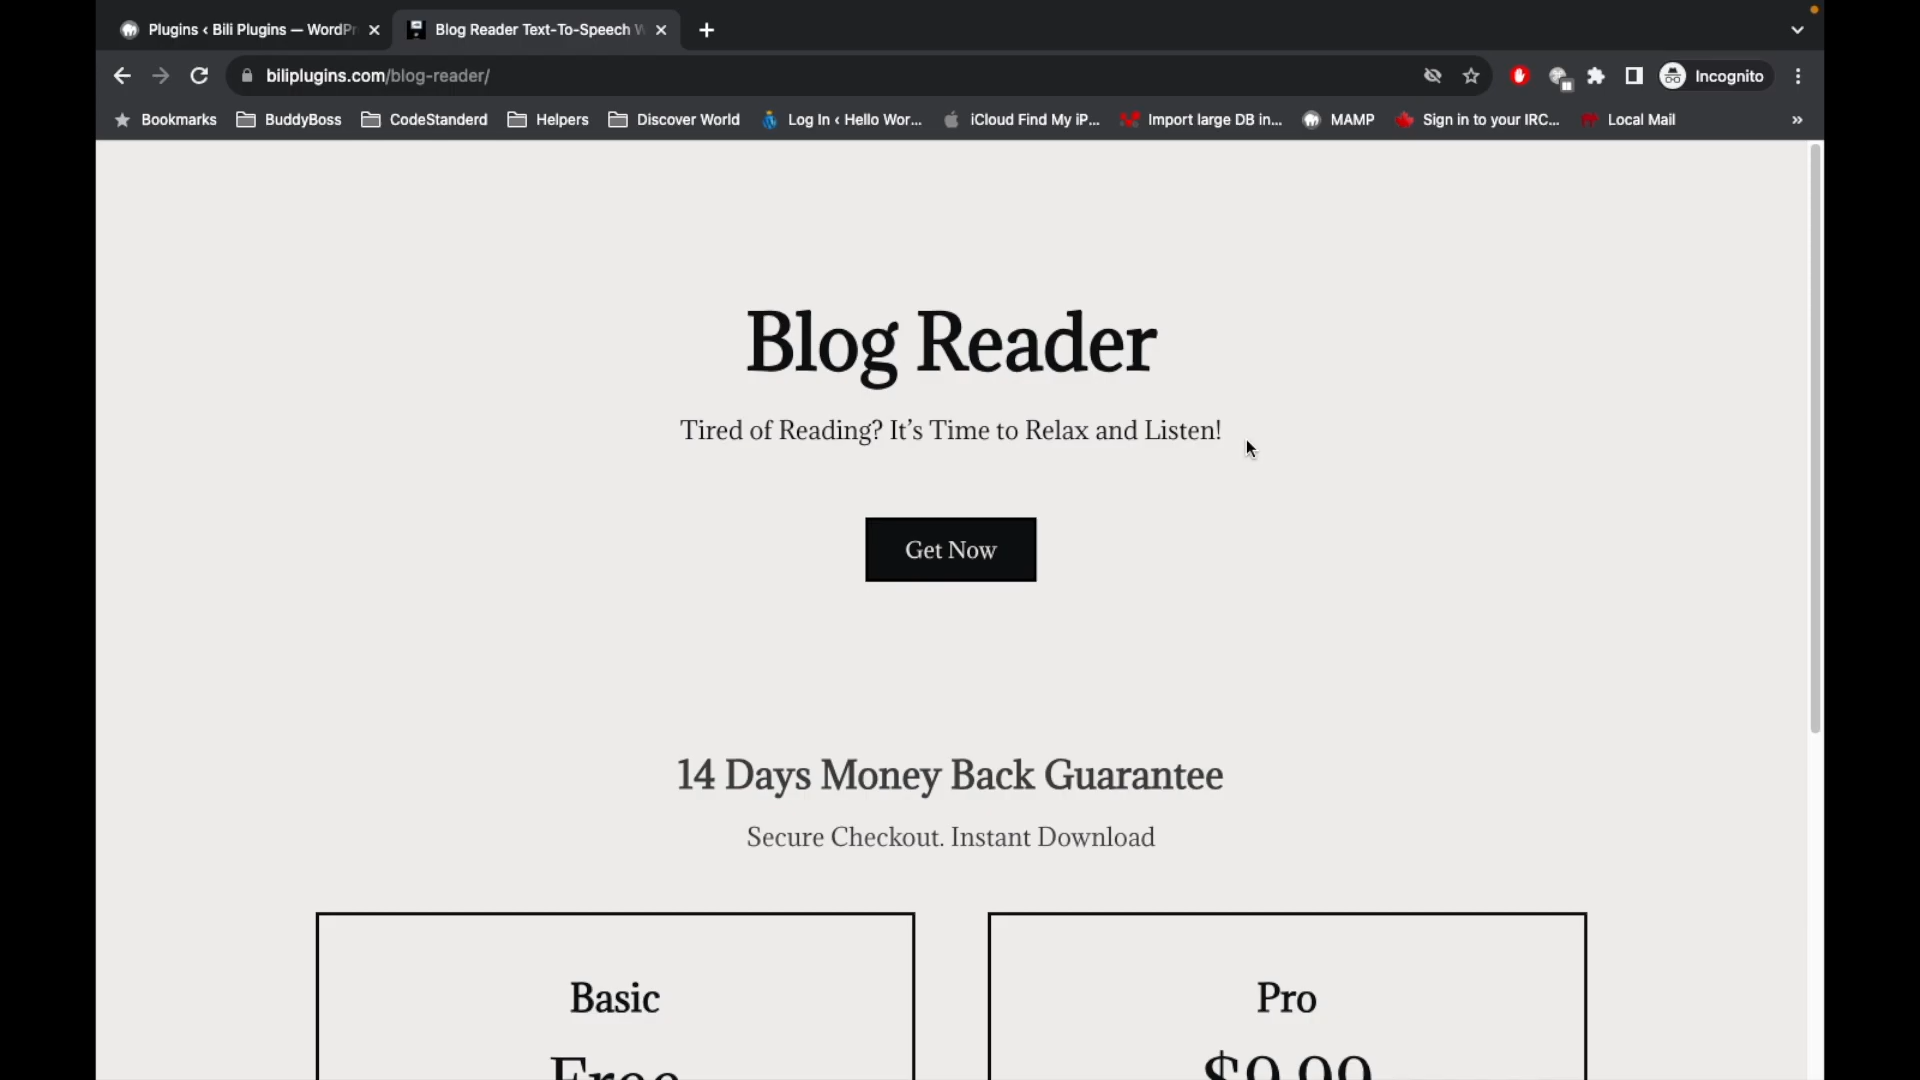 Plugins ‹ Bili Plugins — WordPr
Blog Reader Text-To-Speech W
biliplugins.com/blog-reader/
Incognito
Bookmarks
BuddyBoss
CodeStanderd
Helpers
Discover World
Log In ‹ Hello Wor...
iCloud Find My iP...
Import large DB in...
MAMP
Sign in to your IRC...
Local Mail
»
Blog Reader
Tired of Reading? It’s Time to Relax and Listen!
Get Now
14 Days Money Back Guarantee
Secure Checkout. Instant Download
Basic
Pro
Free
$9.99